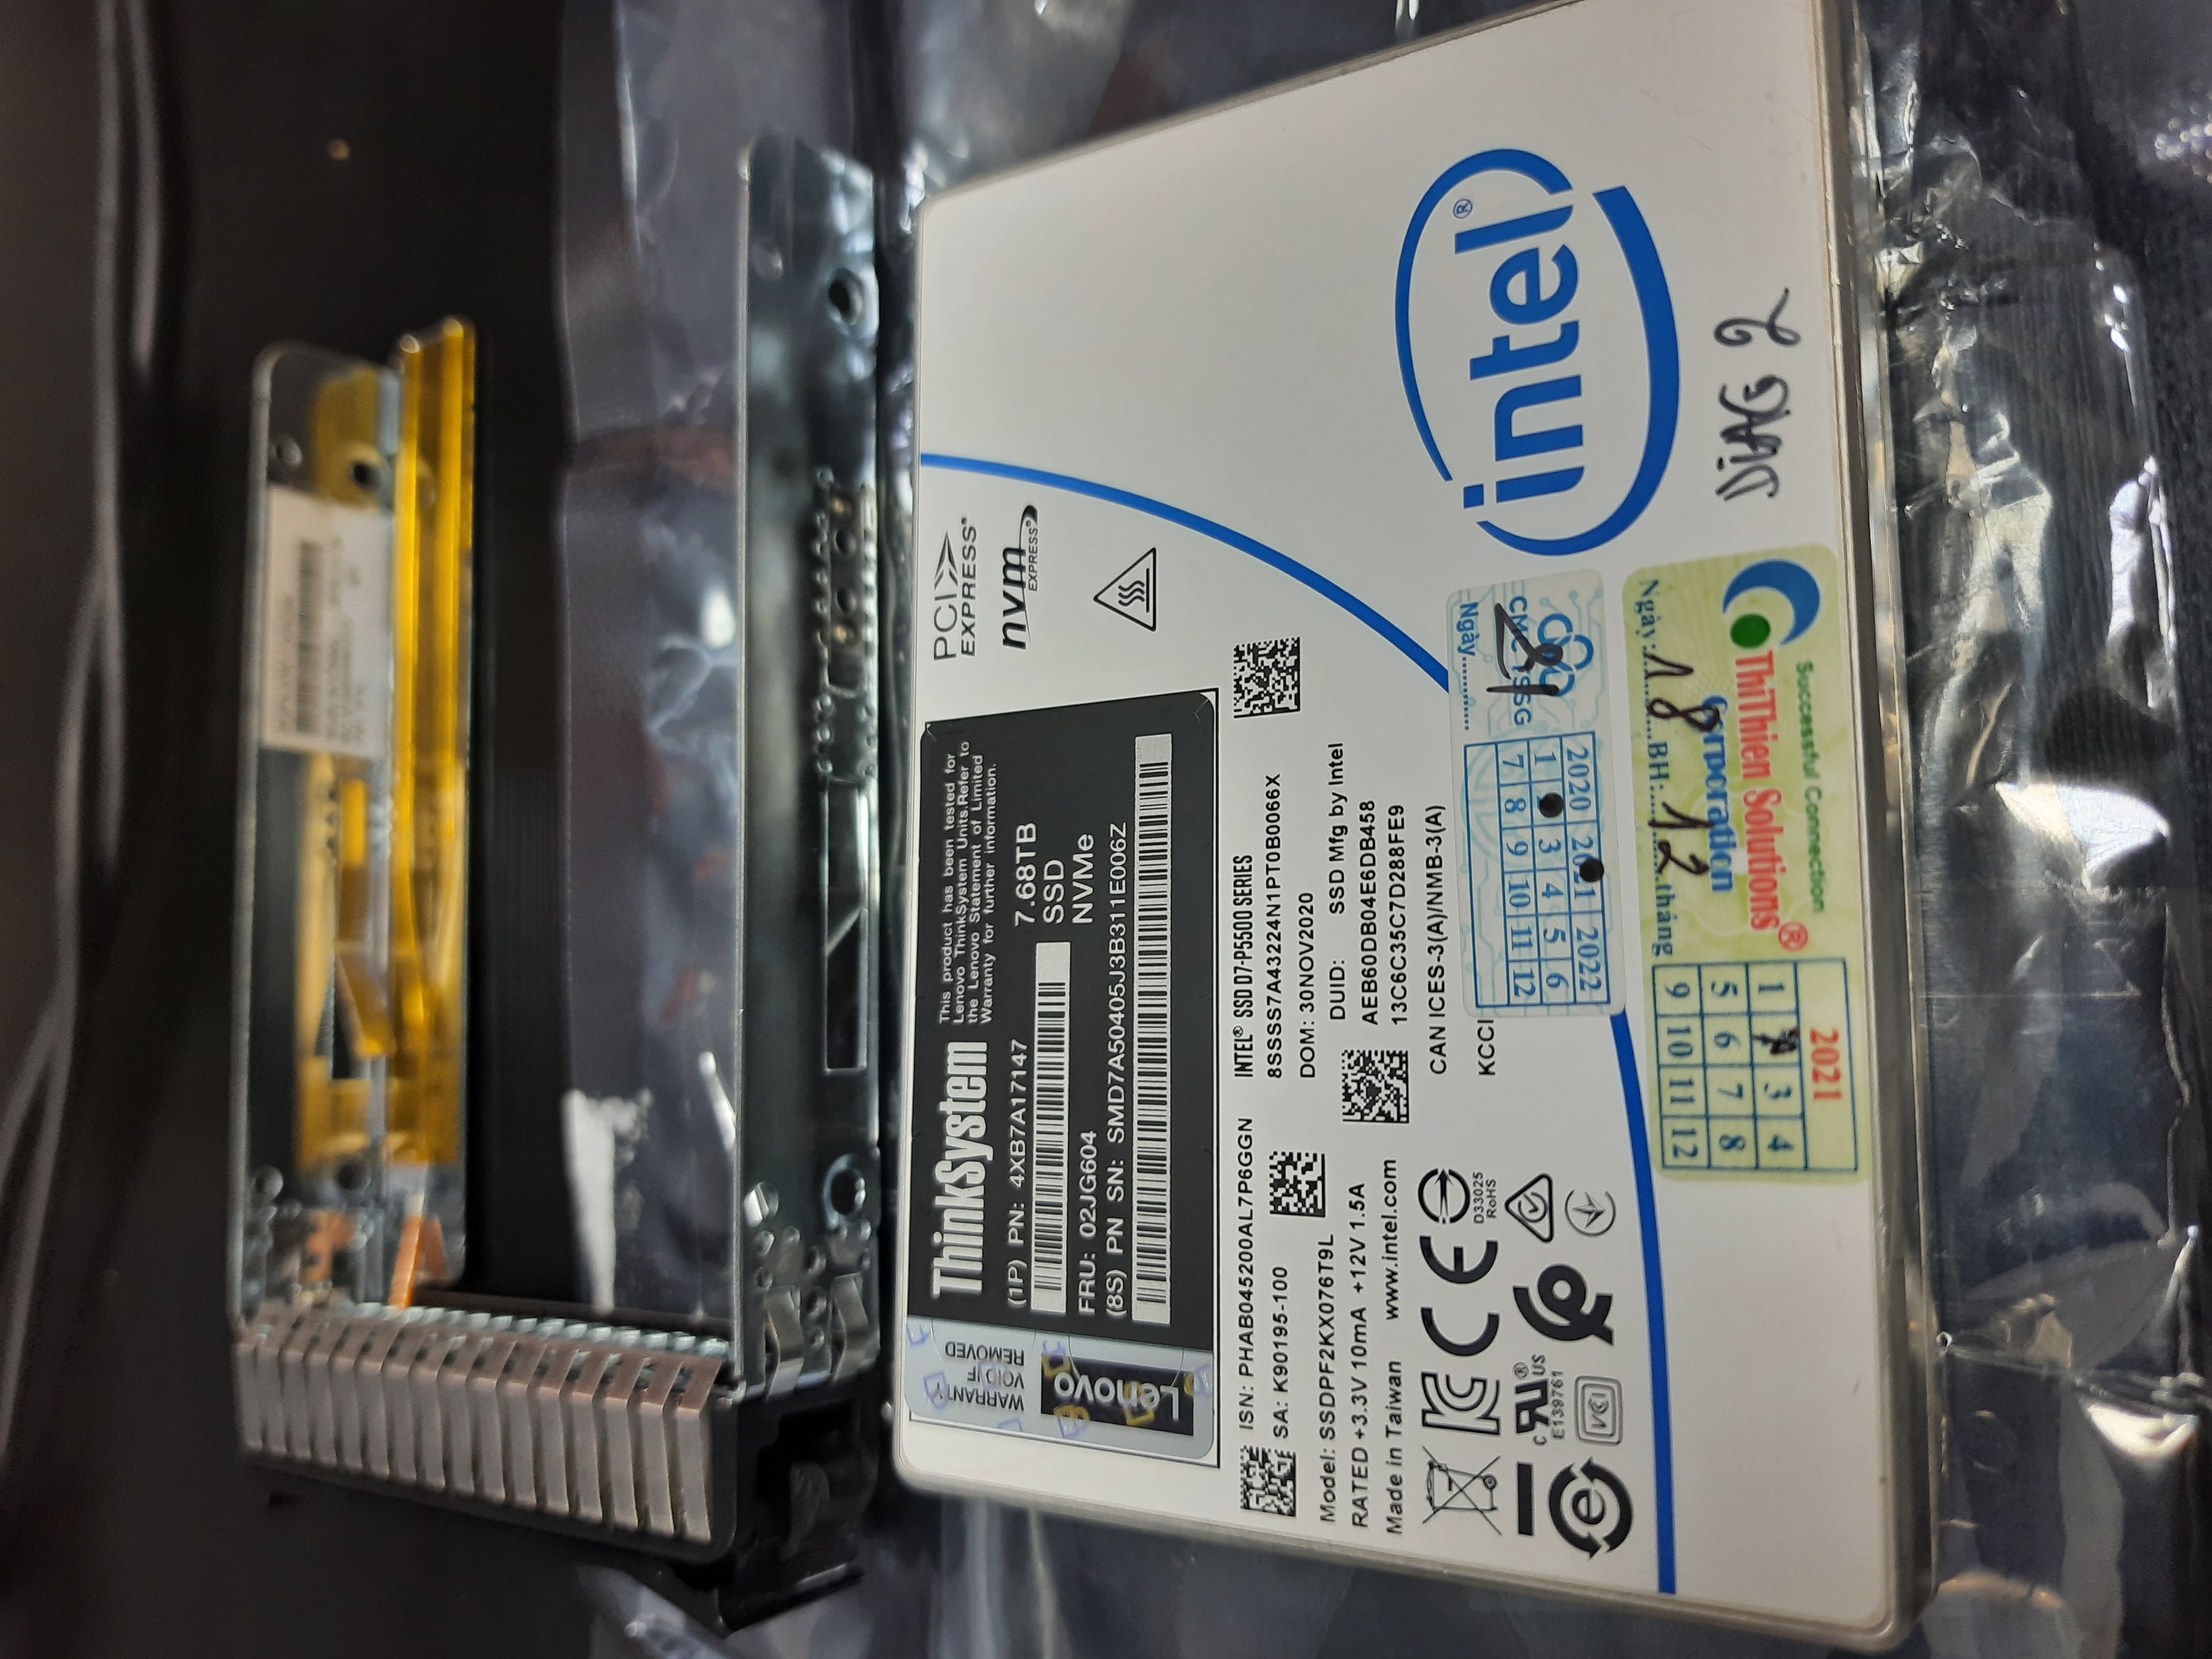 WARRANTY
VOID IF
REMOVED
Lenovo
ThinkSystem
This product has been tested for
Lenovo ThinkSystem Units.Refer to
the Lenovo Statement of Limited
Warranty for further information.
(1P) PN: 4XB7A17147
7.68TB
SSD
NVMe
FRU: 02JG604
(8S) PN SN: SMD7A50405J3B311E006Z
PCI
EXPRESS®
nvm
EXPRESS®
ISN: PHAB045200AL7P6GGN
SA: K90195-100
Model: SSDPF2KX076T9L
RATED +3.3V 10mA +12V 1.5A
Made in Taiwan www.intel.com
INTEL® SSD D7-P5500 SERIES
8SSSS7A43224N1PT0B0066X
DOM: 30NOV2020
DUID: SSD Mfg by Intel
AEB60DB04E6DB458
13C6C35C7D288FE9
CAN ICES-3(A)/NMB-3(A)
KCCI
D33025
RoHS
c UR® US
E139761
VCI
intel®
CMC TSSG
Ngày
2020 2021 2022
1 3 4 5 6
7 8 9 10 11 12
Successful Connection
ThiThien Solutions®
Corporation
Ngày: 18 BH: 12 tháng
2021
1 3 4
5 6 7 8
9 10 11 12
DiAG 2